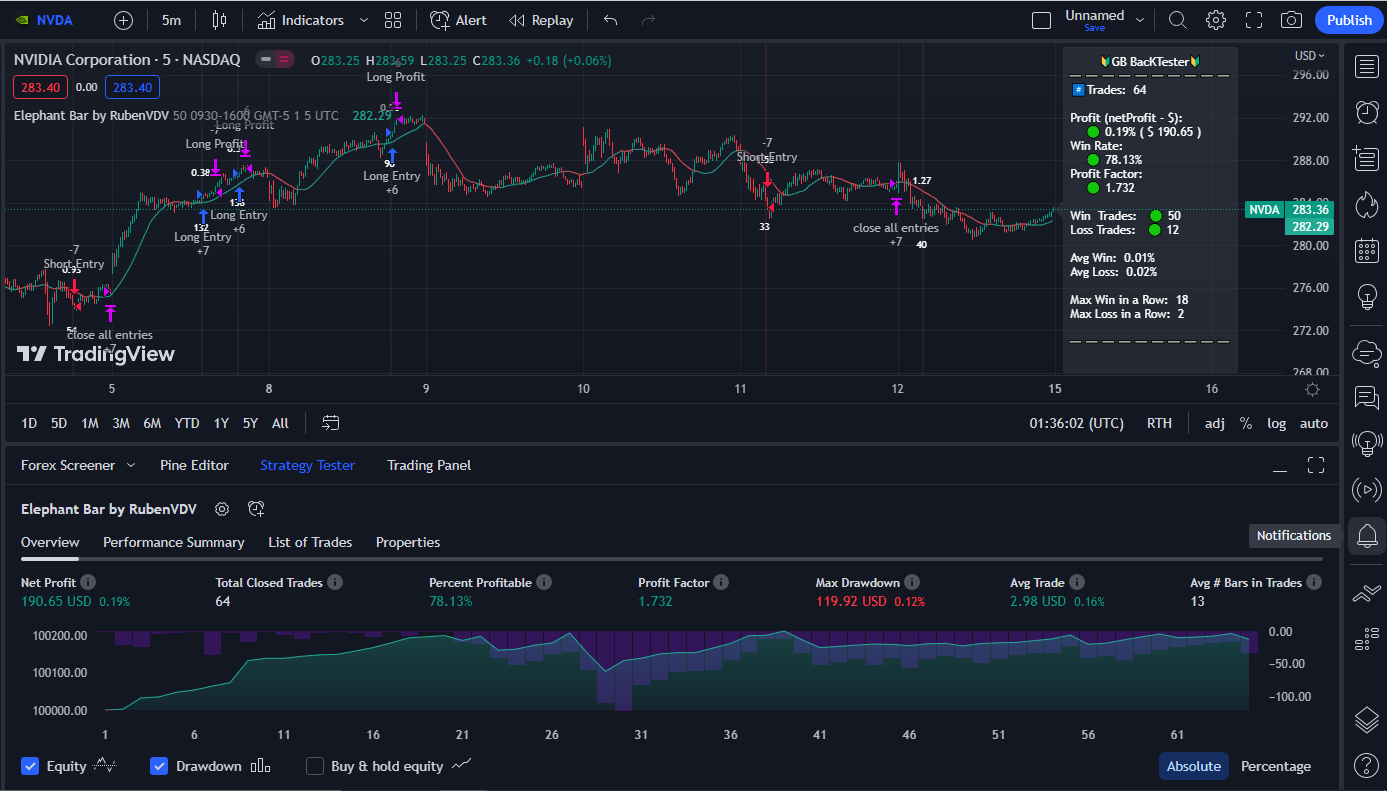 NVDA
5m
Indicators
Alert
Replay
Unnamed
Save
Publish
NVIDIA Corporation · 5 · NASDAQ
O283.25 H283.59 L283.25 C283.36 +0.18 (+0.06%)
283.40 0.00 283.40
Elephant Bar by RubenVDV 50 0930-1600 GMT-5 1 5 UTC 282.29
Long Profit
Long Profit
Long Profit
0.38
Long Entry
+6
Long Entry
+6
132
Long Entry
+7
-7
Short Entry
0.95
close all entries
+7
-7
Short Entry
33
1.27
close all entries
+7
40
TradingView
GB BackTester
# Trades: 64
Profit (netProfit - $):
0.19% ( $ 190.65 )
Win Rate:
78.13%
Profit Factor:
1.732
Win Trades: 50
Loss Trades: 12
Avg Win: 0.01%
Avg Loss: 0.02%
Max Win in a Row: 18
Max Loss in a Row: 2
USD
296.00
292.00
288.00
284.00
NVDA 283.36
282.29
280.00
276.00
272.00
268.00
5 8 9 10 11 12 15 16
1D 5D 1M 3M 6M YTD 1Y 5Y All
01:36:02 (UTC) RTH adj % log auto
Forex Screener Pine Editor Strategy Tester Trading Panel
Elephant Bar by RubenVDV
Overview Performance Summary List of Trades Properties
Notifications
Net Profit Total Closed Trades Percent Profitable Profit Factor Max Drawdown Avg Trade Avg # Bars in Trades
190.65 USD 0.19% 64 78.13% 1.732 119.92 USD 0.12% 2.98 USD 0.16% 13
100200.00 0.00
100100.00 -50.00
100000.00 -100.00
1 6 11 16 21 26 31 36 41 46 51 56 61
Equity Drawdown Buy & hold equity Absolute Percentage